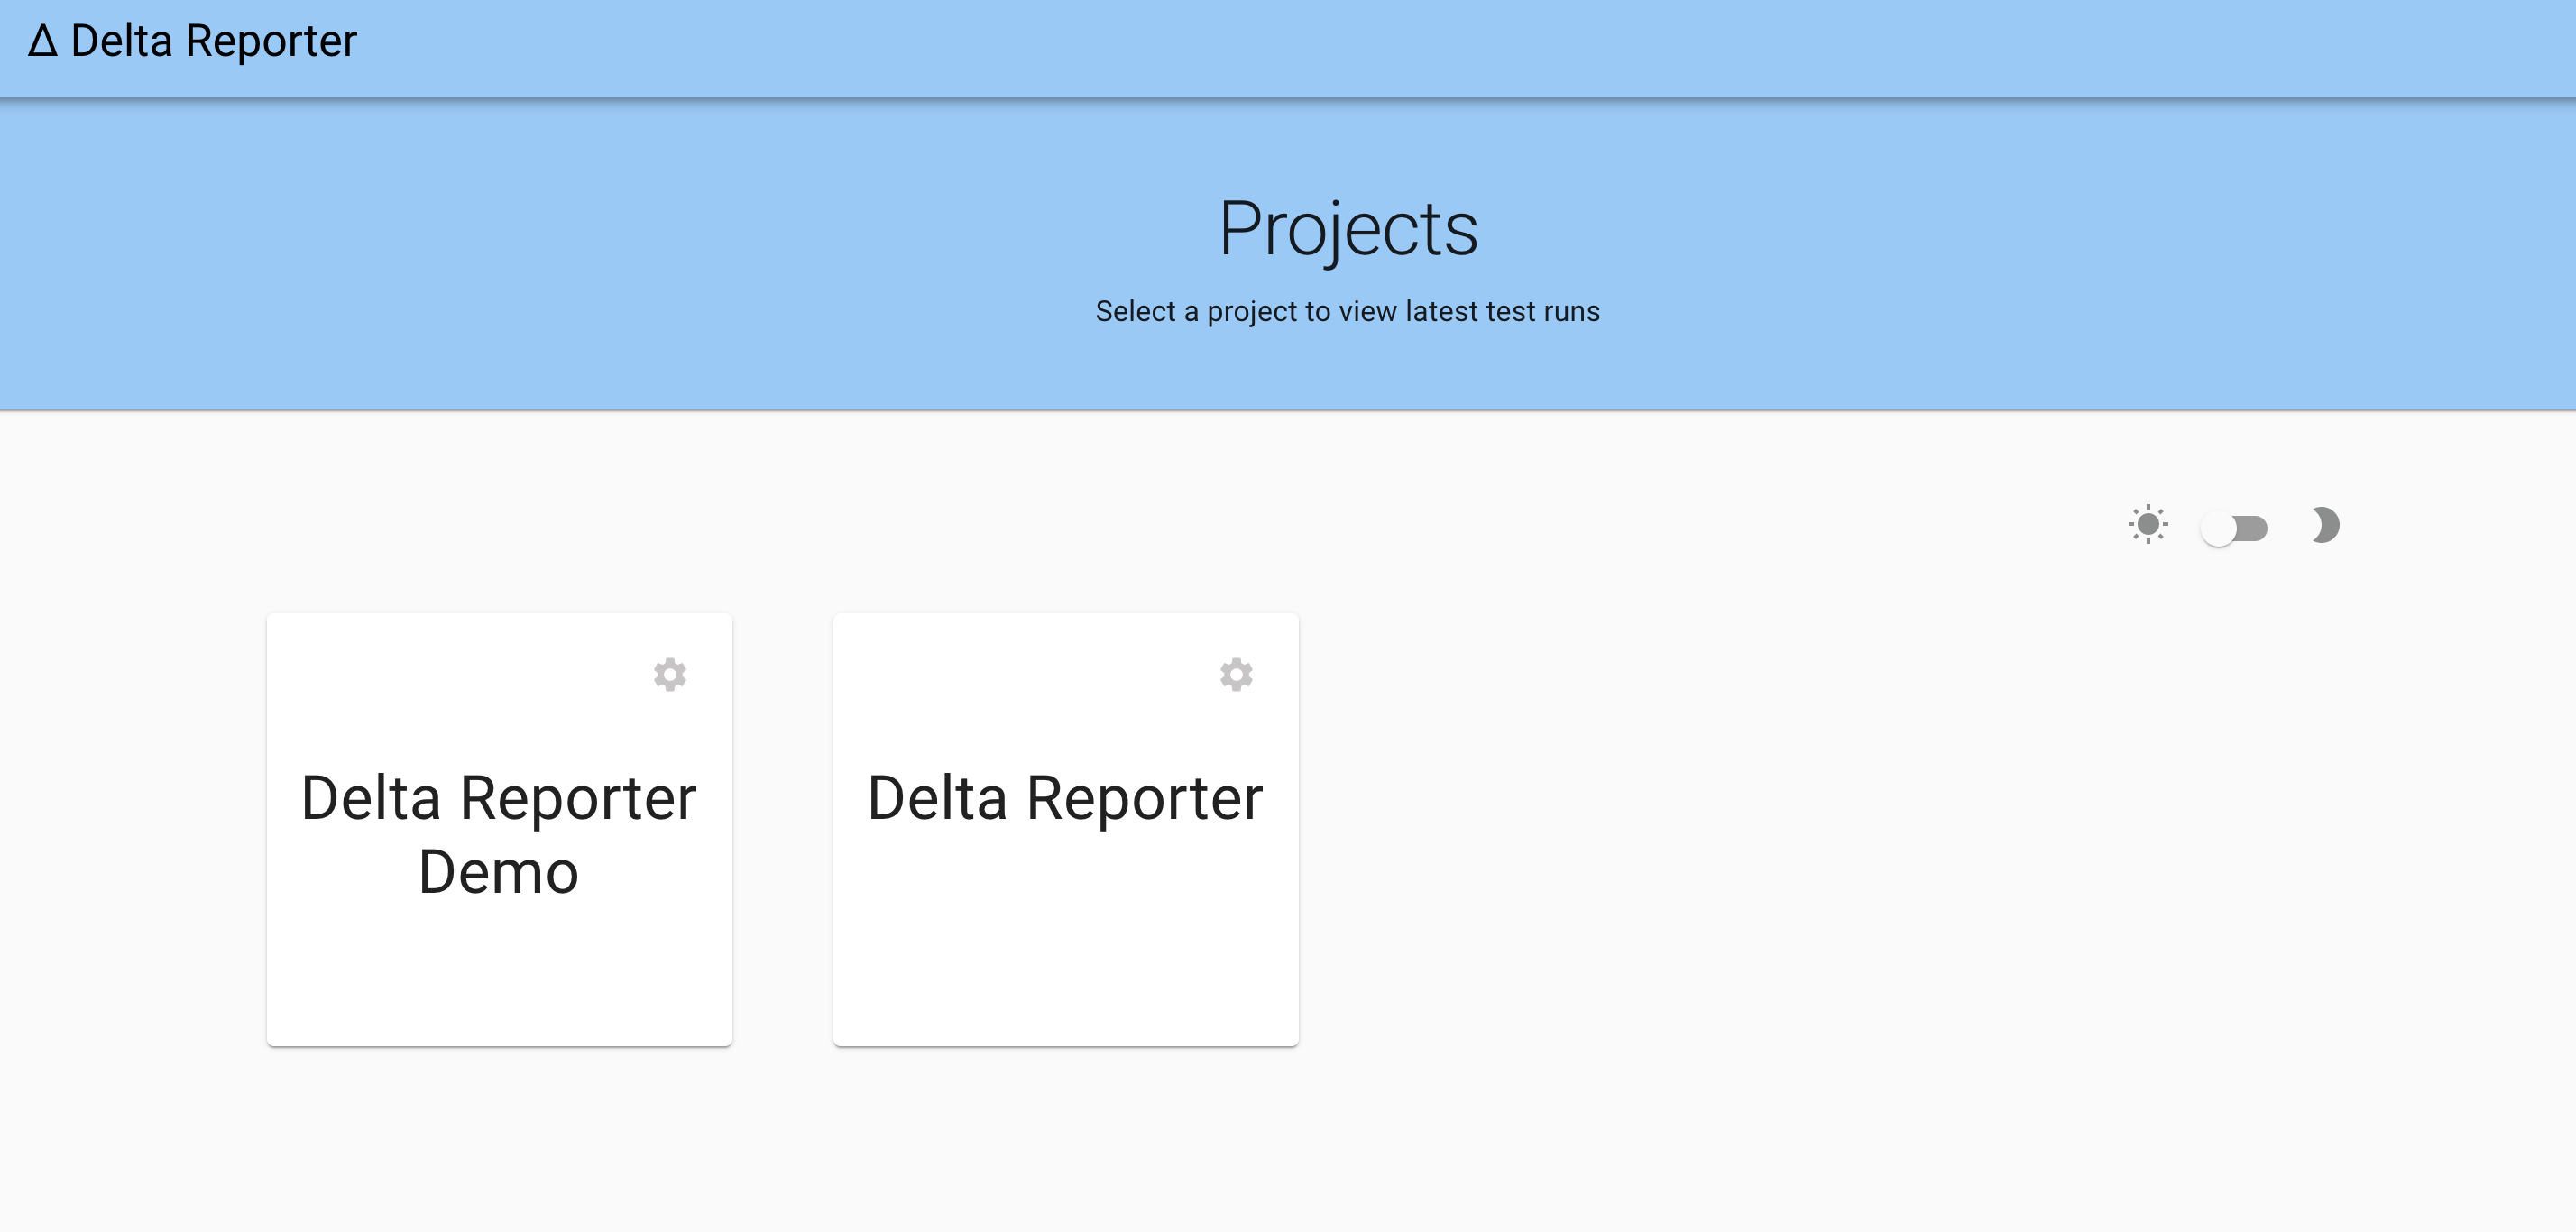 Δ Delta Reporter
Projects
Select a project to view latest test runs
Delta Reporter
Demo
Delta Reporter